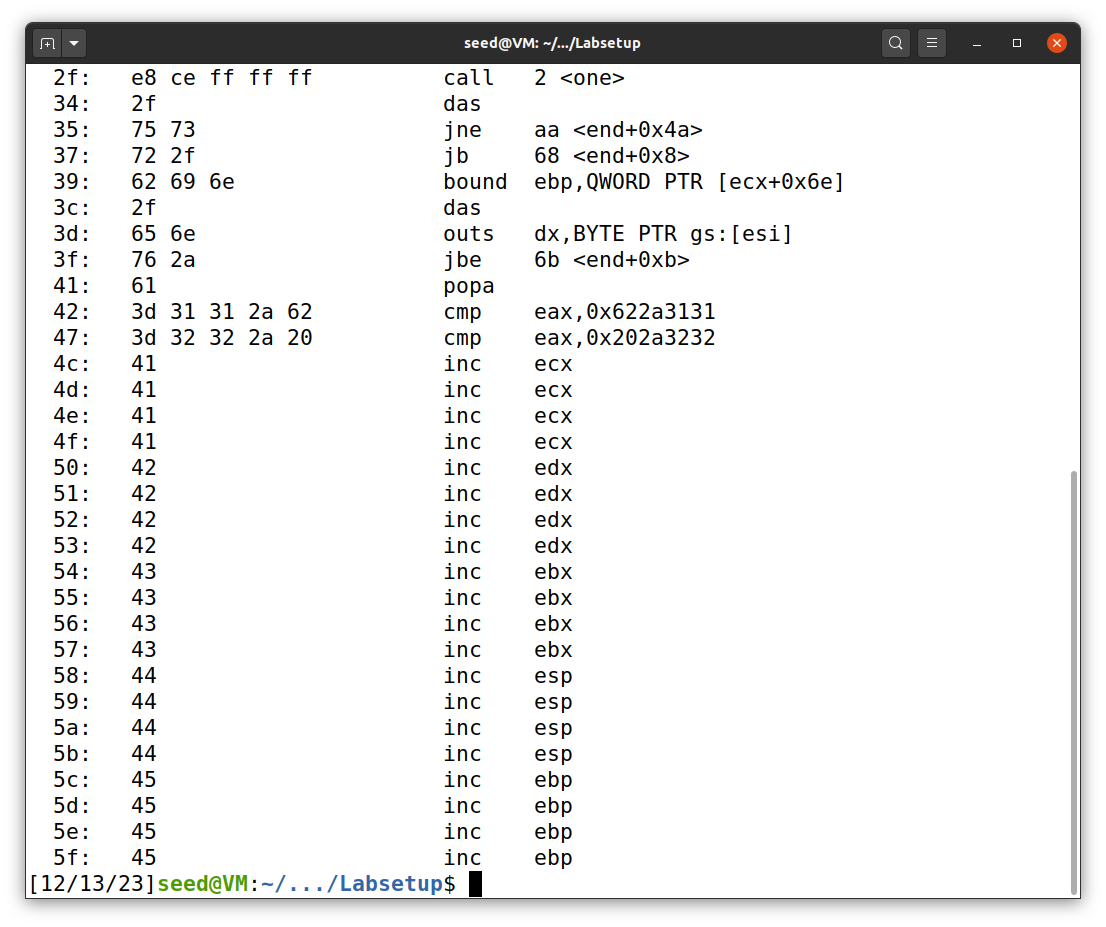 seed@VM: ~/.../Labsetup
2f: e8 ce ff ff ff call 2 <one>
34: 2f das
35: 75 73 jne aa <end+0x4a>
37: 72 2f jb 68 <end+0x8>
39: 62 69 6e bound ebp,QWORD PTR [ecx+0x6e]
3c: 2f das
3d: 65 6e outs dx,BYTE PTR gs:[esi]
3f: 76 2a jbe 6b <end+0xb>
41: 61 popa
42: 3d 31 31 2a 62 cmp eax,0x622a3131
47: 3d 32 32 2a 20 cmp eax,0x202a3232
4c: 41 inc ecx
4d: 41 inc ecx
4e: 41 inc ecx
4f: 41 inc ecx
50: 42 inc edx
51: 42 inc edx
52: 42 inc edx
53: 42 inc edx
54: 43 inc ebx
55: 43 inc ebx
56: 43 inc ebx
57: 43 inc ebx
58: 44 inc esp
59: 44 inc esp
5a: 44 inc esp
5b: 44 inc esp
5c: 45 inc ebp
5d: 45 inc ebp
5e: 45 inc ebp
5f: 45 inc ebp
[12/13/23]seed@VM:~/.../Labsetup$